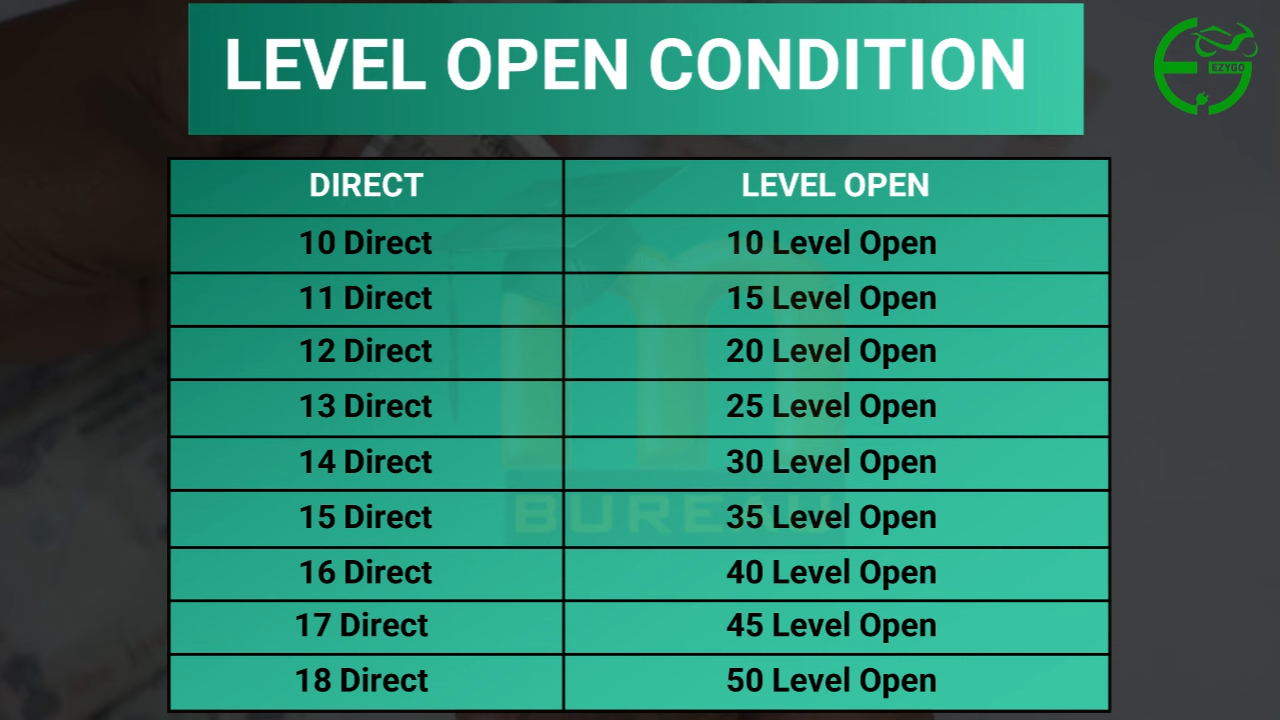 LEVEL OPEN CONDITION
EZYGO
DIRECT LEVEL OPEN
10 Direct 10 Level Open
11 Direct 15 Level Open
12 Direct 20 Level Open
13 Direct 25 Level Open
14 Direct 30 Level Open
15 Direct 35 Level Open
BUREAU
16 Direct 40 Level Open
17 Direct 45 Level Open
18 Direct 50 Level Open